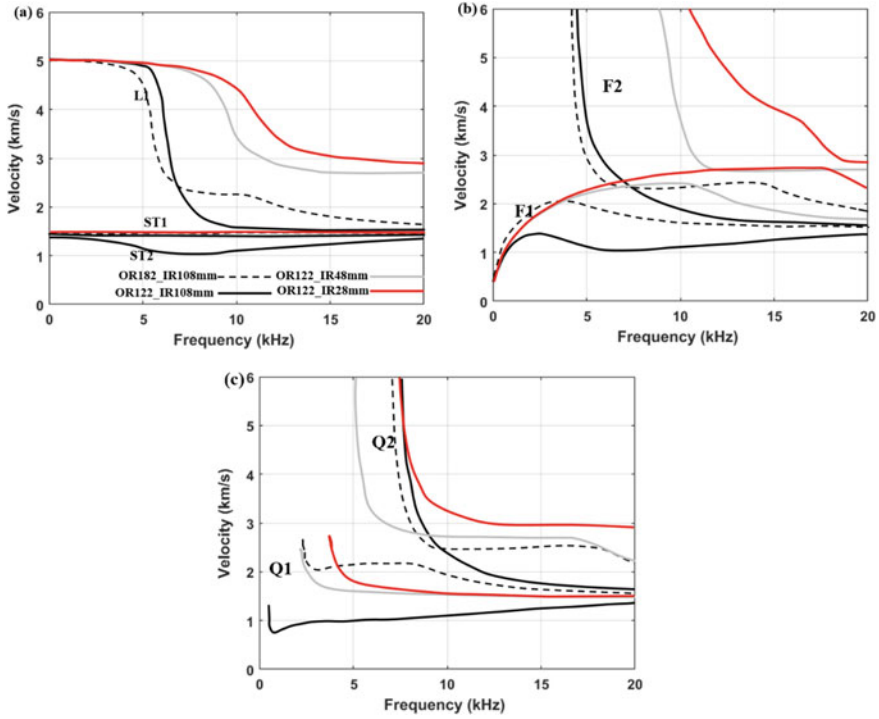 (a)
6
5
4
3
2
1
0
Velocity (km/s)
L1
ST1
ST2
OR182_IR108mm
OR122_IR48mm
OR122_IR108mm
OR122_IR28mm
0 5 10 15 20
Frequency (kHz)
(b)
6
5
4
3
2
1
0
Velocity (km/s)
F2
F1
0 5 10 15 20
Frequency (kHz)
(c)
6
5
4
3
2
1
0
Velocity (km/s)
Q2
Q1
0 5 10 15 20
Frequency (kHz)